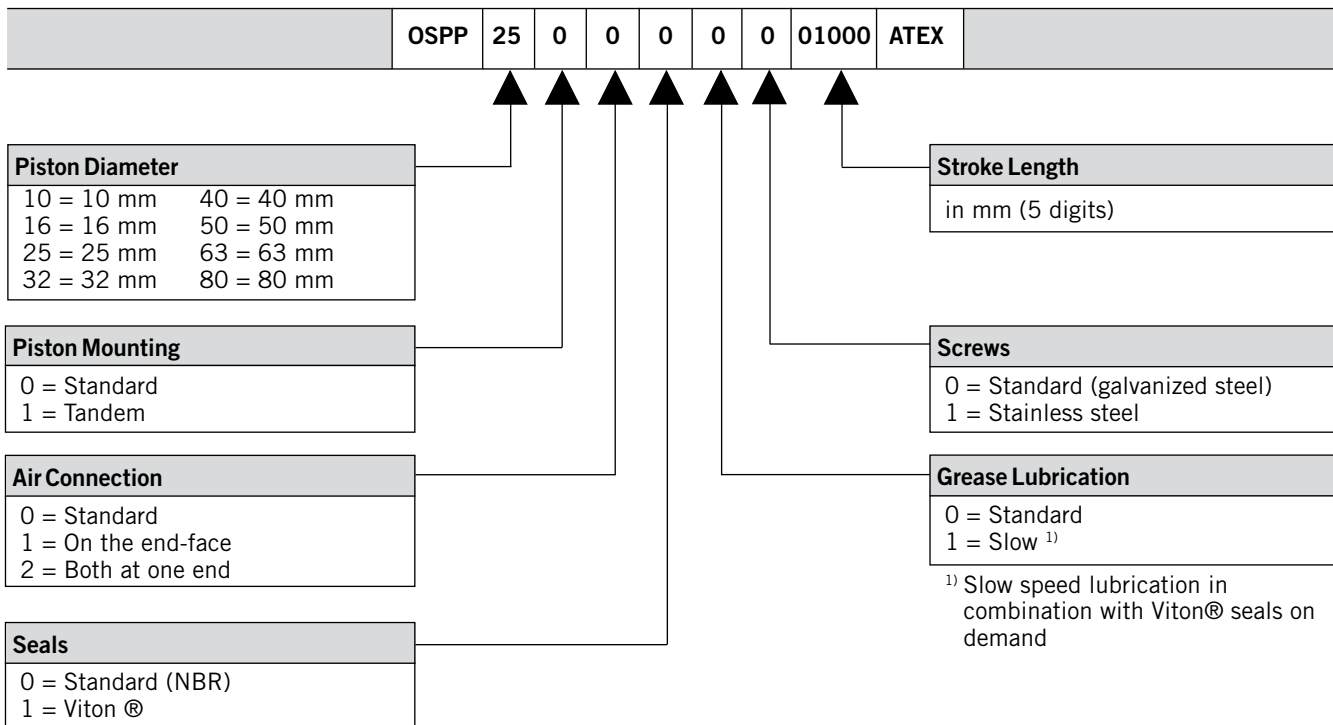 OSPP 25 0 0 0 0 0 01000 ATEX
Piston Diameter
10 = 10 mm 40 = 40 mm
16 = 16 mm 50 = 50 mm
25 = 25 mm 63 = 63 mm
32 = 32 mm 80 = 80 mm
Piston Mounting
0 = Standard
1 = Tandem
Air Connection
0 = Standard
1 = On the end-face
2 = Both at one end
Seals
0 = Standard (NBR)
1 = Viton ®
Stroke Length
in mm (5 digits)
Screws
0 = Standard (galvanized steel)
1 = Stainless steel
Grease Lubrication
0 = Standard
1 = Slow 1)
1) Slow speed lubrication in
combination with Viton® seals on
demand